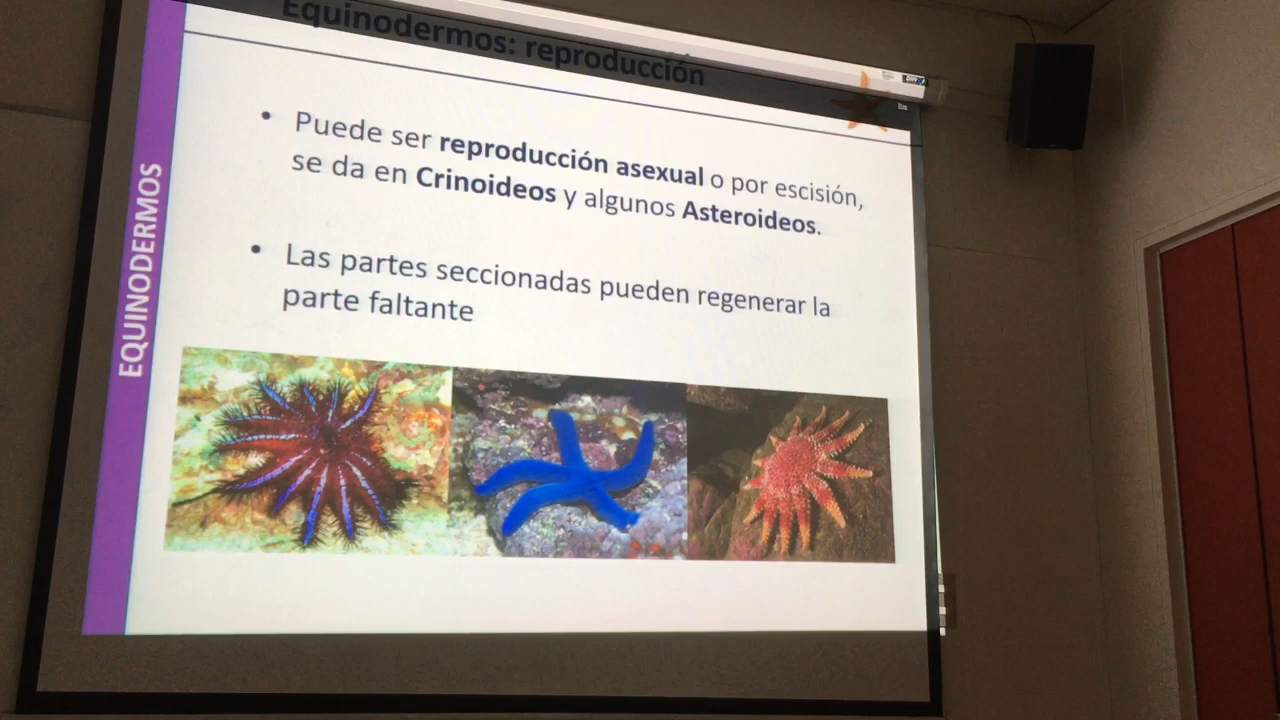 Equinodermos: reproducción
EQUINODERMOS
• Puede ser reproducción asexual o por escisión,
se da en Crinoideos y algunos Asteroideos.
• Las partes seccionadas pueden regenerar la
parte faltante